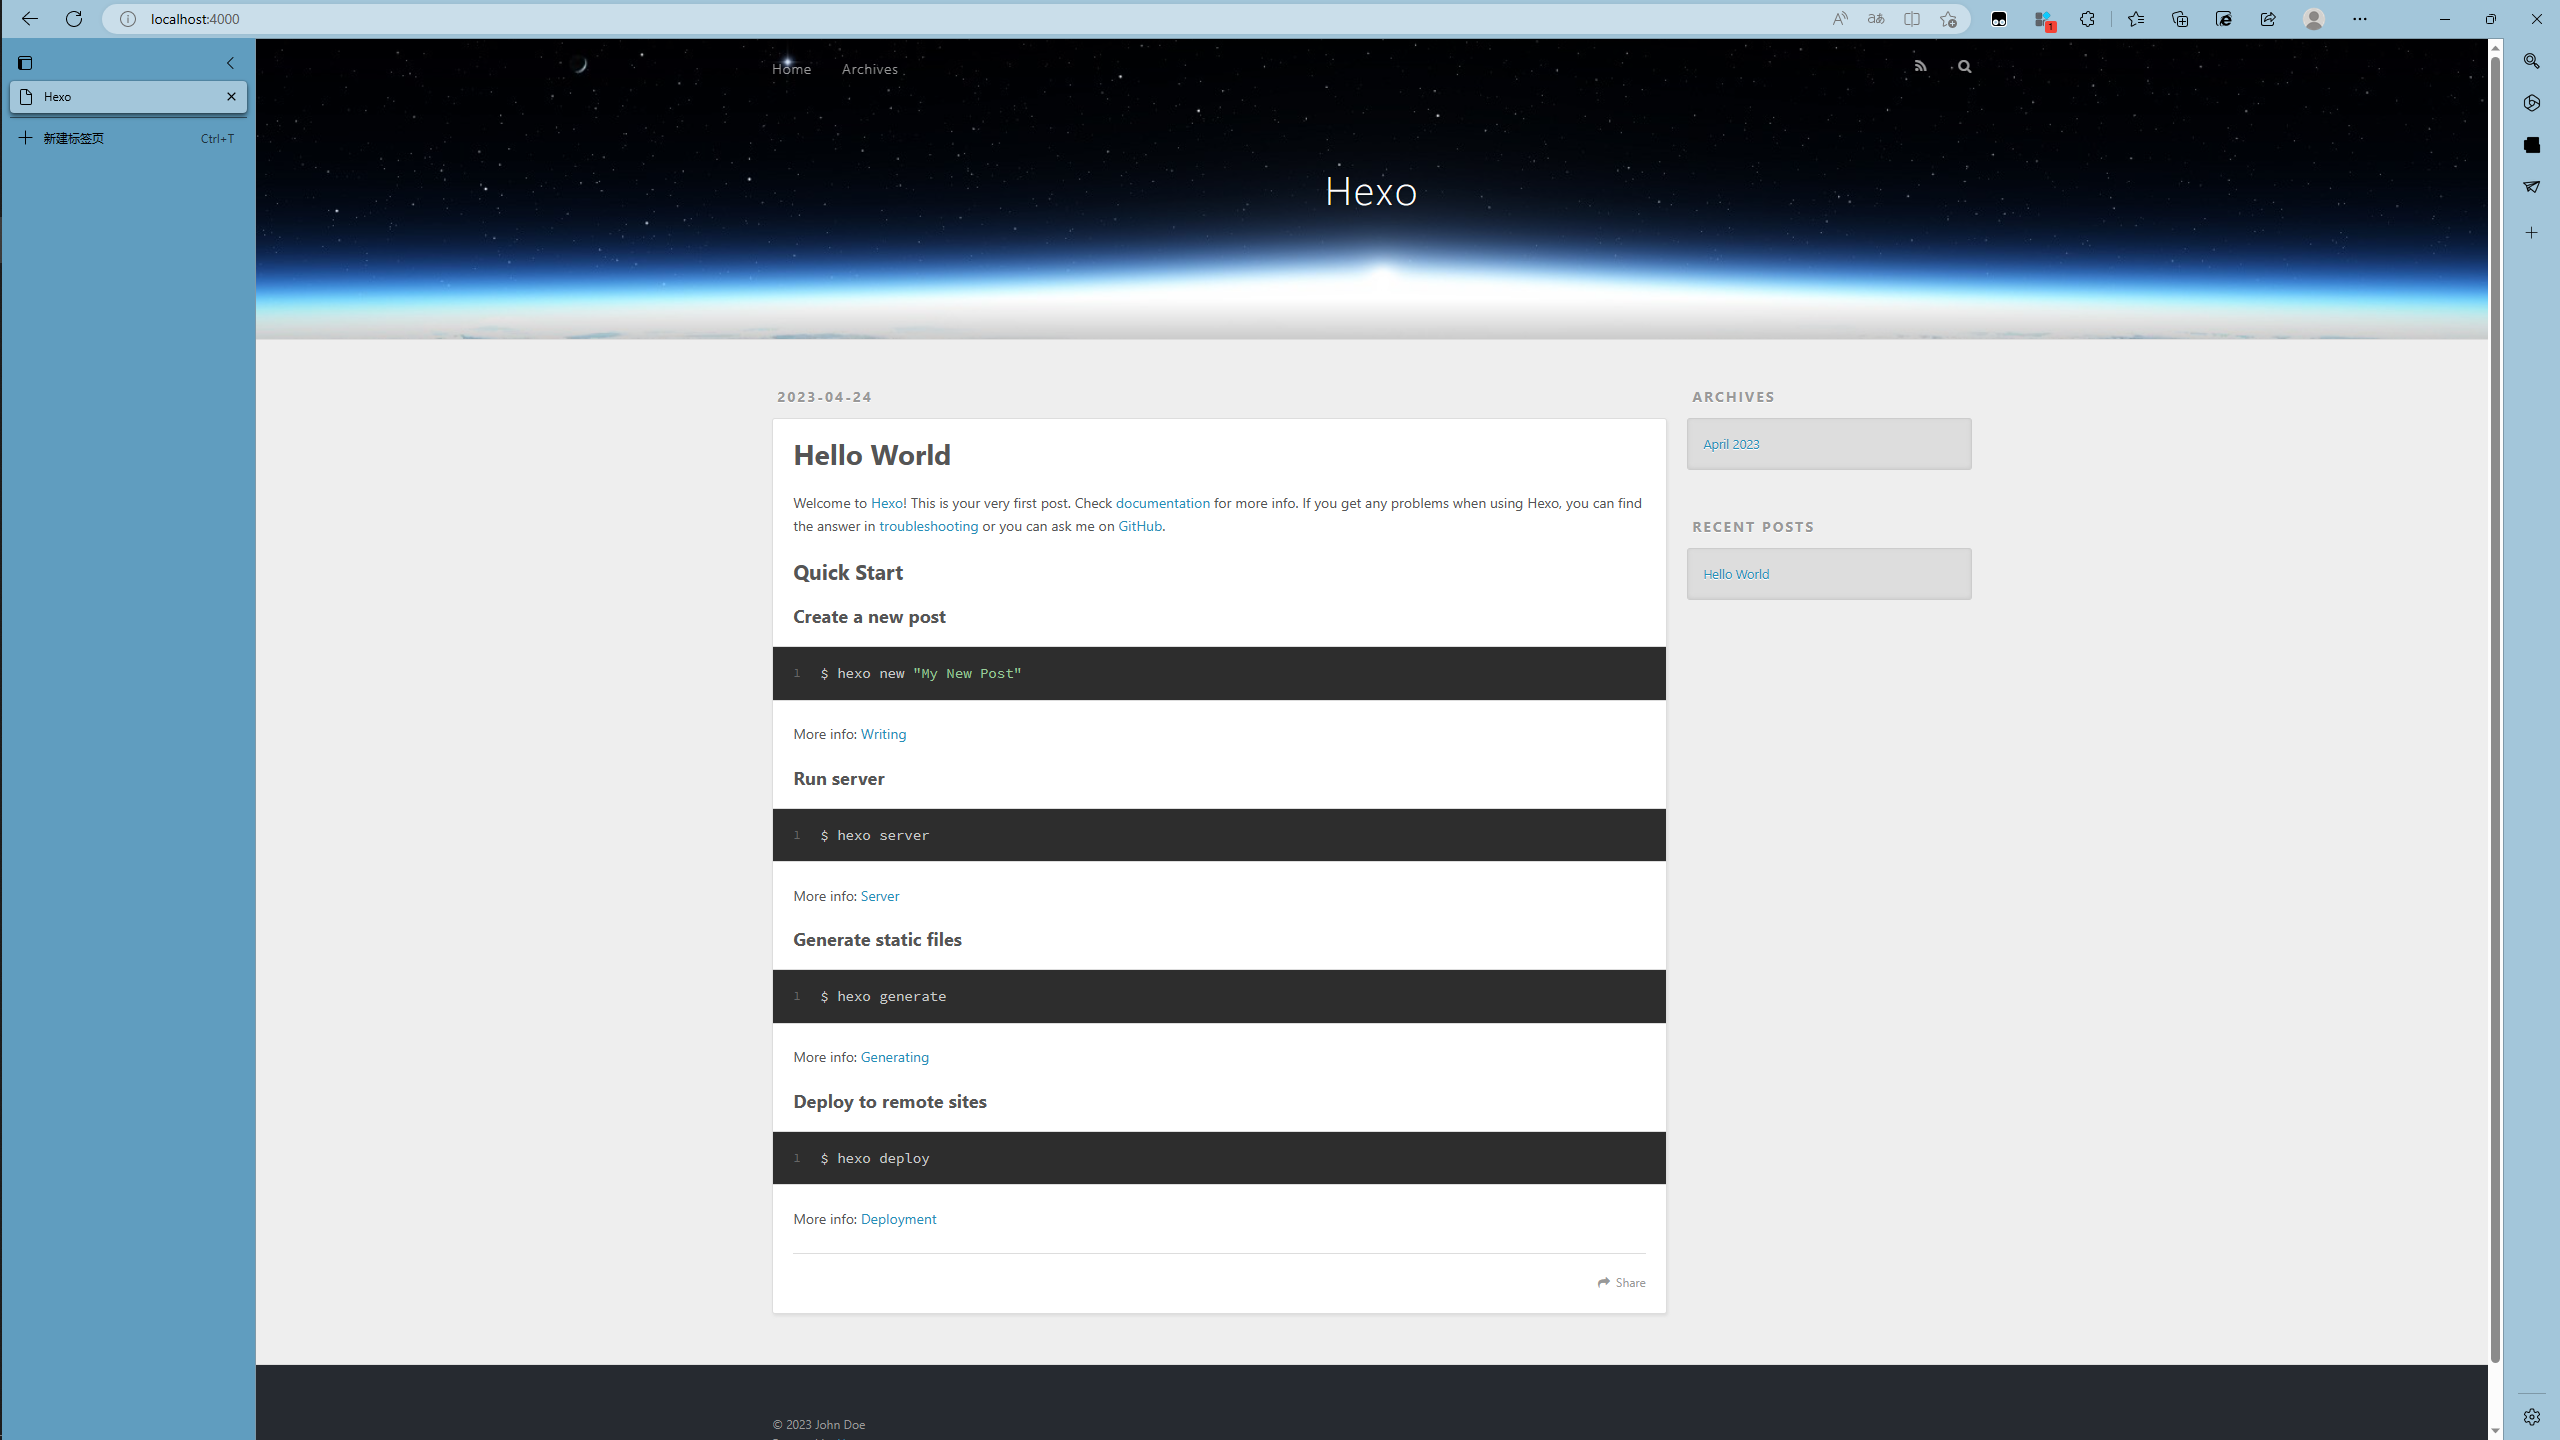 localhost:4000
Hexo
新建标签页 Ctrl+T
Home Archives
Hexo
2023-04-24
Hello World
Welcome to Hexo! This is your very first post. Check documentation for more info. If you get any problems when using Hexo, you can find
the answer in troubleshooting or you can ask me on GitHub.
Quick Start
Create a new post
1 $ hexo new "My New Post"
More info: Writing
Run server
1 $ hexo server
More info: Server
Generate static files
1 $ hexo generate
More info: Generating
Deploy to remote sites
1 $ hexo deploy
More info: Deployment
Share
ARCHIVES
April 2023
RECENT POSTS
Hello World
© 2023 John Doe